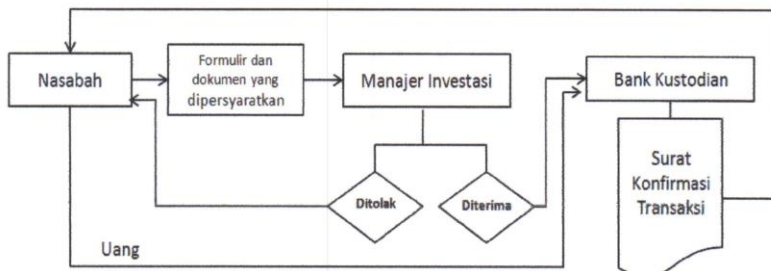 Nasabah
Formulir dan
dokumen yang
dipersyaratkan
Manajer Investasi
Bank Kustodian
Ditolak
Diterima
Surat
Konfirmasi
Transaksi
Uang